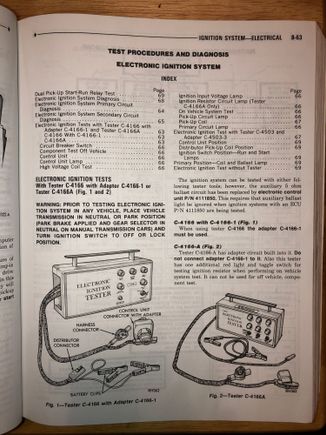 IGNITION SYSTEM—ELECTRICAL 8-63
TEST PROCEDURES AND DIAGNOSIS
ELECTRONIC IGNITION SYSTEM
INDEX
Page
Dual Pick-Up Start-Run Relay Test 69
Electronic Ignition System Diagnosis 68
Electronic Ignition System Primary Circuit
Diagnosis 64
Electronic Ignition System Secondary Circuit
Diagnosis 65
Electronic Ignition Tests with Tester C-4166 with
Adapter C-4166-1 and Tester C-4166A 63
C-4166 With C-4166-1 63
C-4166A 63
Circuit Breaker Switch 66
Component Test Off Vehicle 66
Control Unit 66
Control Unit Lamp 66
High Voltage Coil Test 66
Page
Ignition Input Voltage Lamp 66
Ignition Resistor Circuit Lamp (Tester
C-4166A Only) 66
On Vehicle System Test 64
Pick-Up Circuit Lamp 66
Pick-Up Coil 67
Primary Circuit Lamp 66
Electronic Ignition Test with Tester C-4503 and 67
Adapter C-4503-3
Control Unit Position 69
Distributor Pick-Up Coil Position 69
Ignition Switch Position—Run and Start
Lamps 69
Primary Position—Coil and Ballast Lamp 69
Electronic Ignition Test without Tester 69
ELECTRONIC IGNITION TESTS
With Tester C-4166 with Adapter C-4166-1 or
Tester C-4166A (Fig. 1 and 2)
WARNING: PRIOR TO TESTING ELECTRONIC IGNI-
TION SYSTEM IN ANY VEHICLE, PLACE VEHICLE
TRANSMISSION IN NEUTRAL OR PARK POSITION
(PARK BRAKE APPLIED AND GEAR SELECTOR IN
NEUTRAL ON MANUAL TRANSMISSION CARS) AND
TURN IGNITION SWITCH TO OFF OR LOCK
POSITION.
The ignition system can be tested with either fol-
lowing tester tools, however, the auxiliary 5 ohm
ballast circuit has been replaced by electronic control
unit P/N 4111850. This requires that auxiliary ballast
light be ignored when ignition systems with an (ECU
P/N 4111850) are being tested.
C-4166 with C-4166-1 (Fig. 1)
When using tester C-4166 the adapter C-4166-1
must be used.
C-4166-A (Fig. 2)
Tester C-4166-A has adapter circuit built into it. Do
not connect adapter C-4166-1 to it. Also this tester
has one additional red light and toggle switch for
testing ignition resistor when performing on vehicle
system test. It can not be used for off vehicle, compo-
nent test.
ELECTRONIC
IGNITION
TESTER
CONTROL UNIT
CONNECTOR WITH ADAPTER
HARNESS
CONNECTOR
DISTRIBUTOR
CONNECTOR
BATTERY CLIPS
Fig. 1—Tester C-4166 with Adapter C-4166-1
Fig. 2—Tester C-4166A